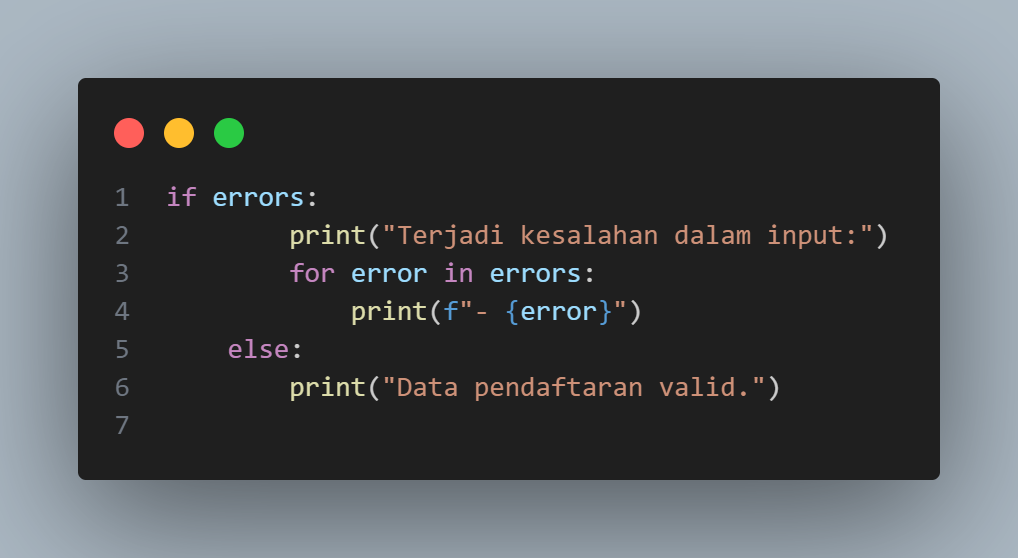 1 if errors:
2         print("Terjadi kesalahan dalam input:")
3         for error in errors:
4             print(f"- {error}")
5     else:
6         print("Data pendaftaran valid.")
7